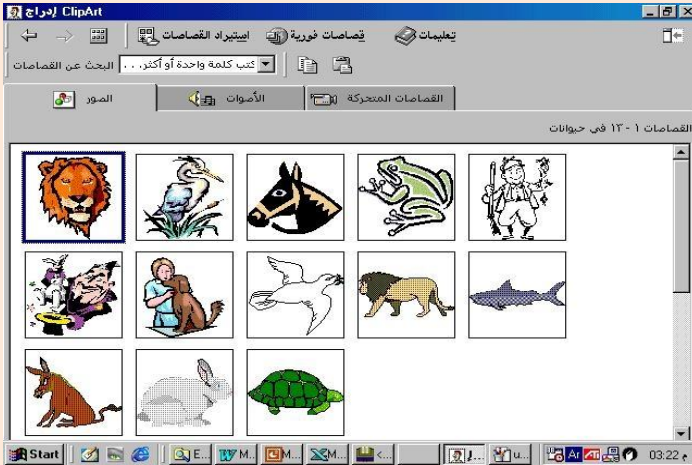 إدراج ClipArt
استيراد القصاصات قصاصات فورية تعليمات
البحث عن القصاصات اكتب كلمة واحدة أو أكثر. . .
الصور الأصوات القصاصات المتحركة
القصاصات ١ - ١٣ في حيوانات
Start E... M... M... M... <... J... u... Ar 03:22 م